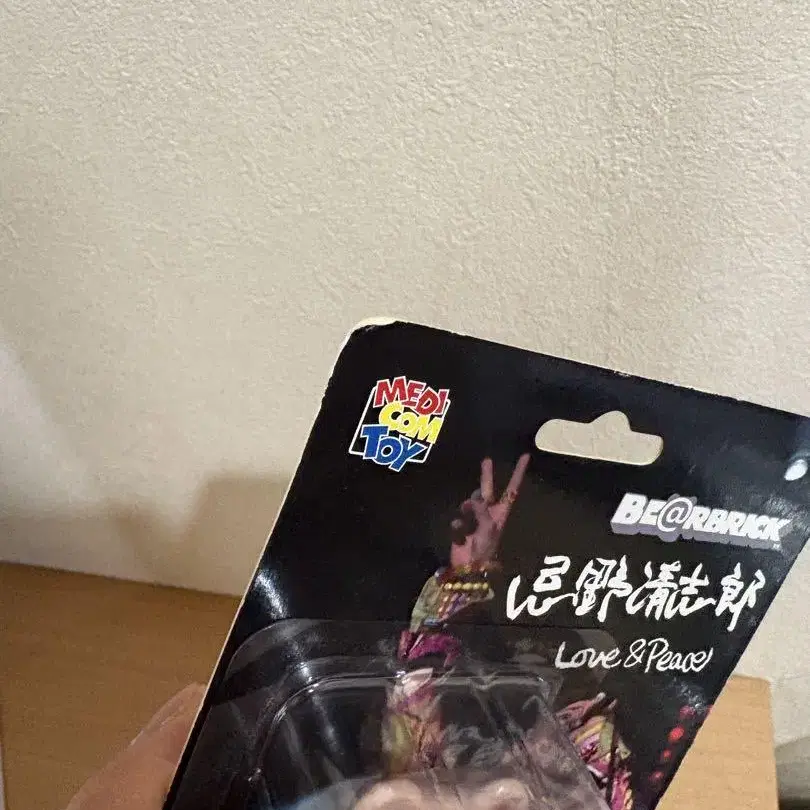 MEDI
COM
TOY
BE@RBRICK
忌野清志郎
Love & Peace